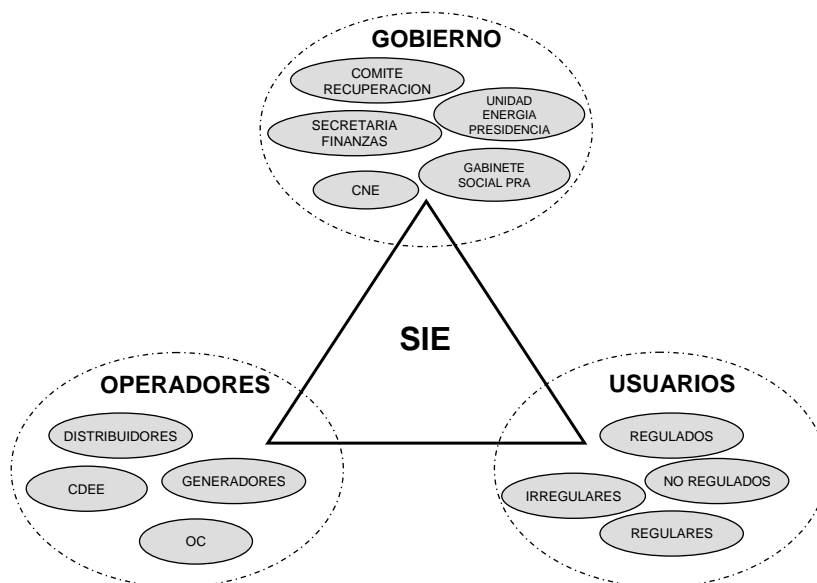 GOBIERNO
COMITE
RECUPERACION
UNIDAD
ENERGIA
PRESIDENCIA
SECRETARIA
FINANZAS
GABINETE
SOCIAL PRA
CNE
SIE
OPERADORES
DISTRIBUIDORES
CDEE
GENERADORES
OC
USUARIOS
REGULADOS
NO REGULADOS
IRREGULARES
REGULARES